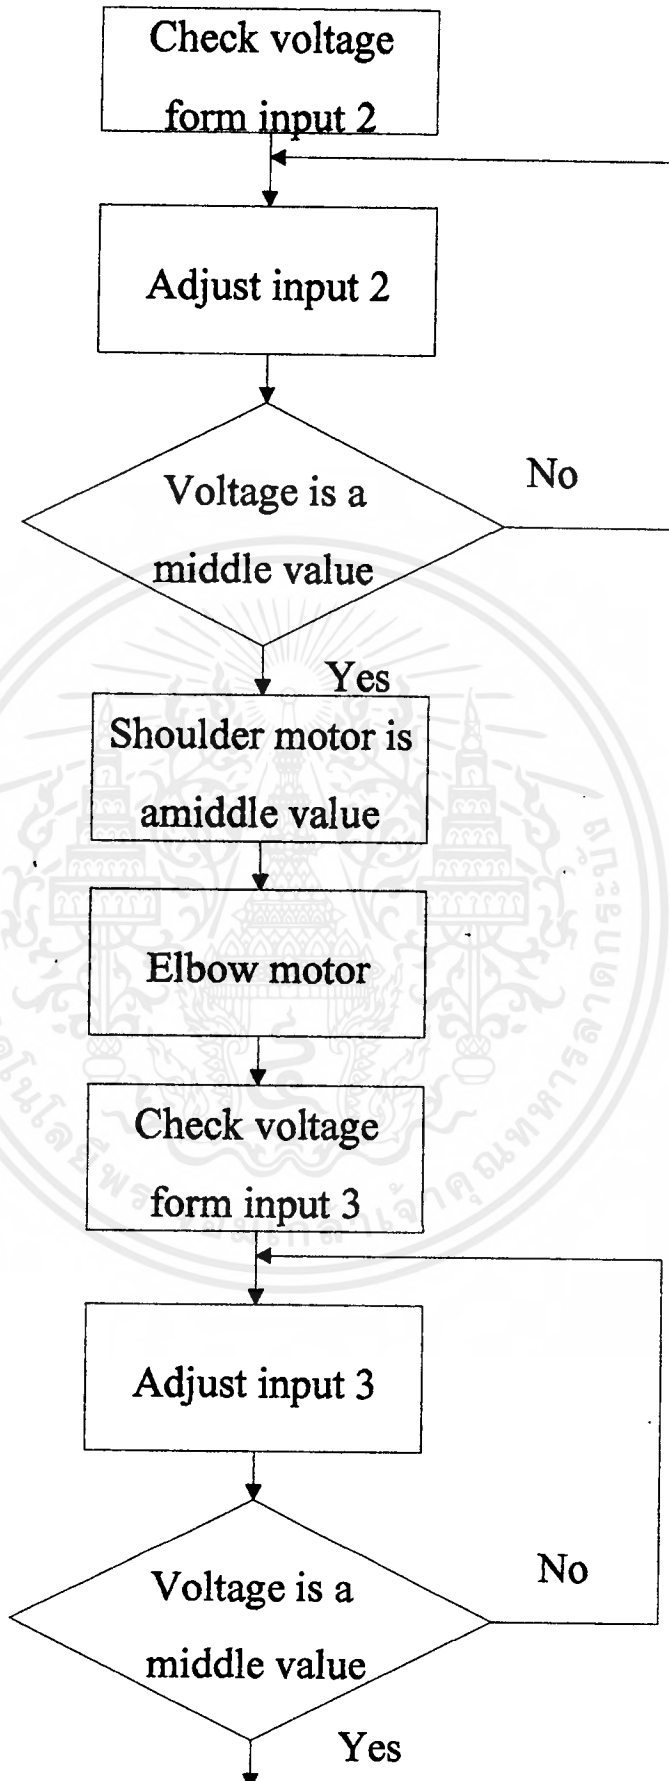 Check voltage
form input 2
Adjust input 2
Voltage is a
middle value
No
Yes
Shoulder motor is
amiddle value
Elbow motor
Check voltage
form input 3
Adjust input 3
Voltage is a
middle value
No
Yes